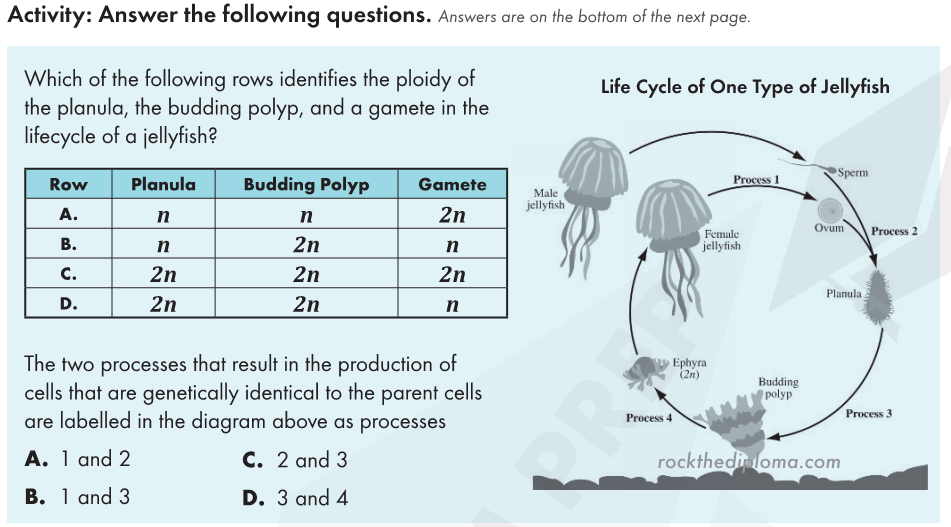 Activity: Answer the following questions. Answers are on the bottom of the next page.
Which of the following rows identifies the ploidy of
the planula, the budding polyp, and a gamete in the
lifecycle of a jellyfish?
Row Planula Budding Polyp Gamete
A. n n 2n
B. n 2n n
C. 2n 2n 2n
D. 2n 2n n
The two processes that result in the production of
cells that are genetically identical to the parent cells
are labelled in the diagram above as processes
A. 1 and 2 C. 2 and 3
B. 1 and 3 D. 3 and 4
Life Cycle of One Type of Jellyfish
Male
jellyfish
Process 1
Sperm
Female
jellyfish
Ovum
Process 2
Planula
Ephyra
(2n)
Budding
polyp
Process 4
Process 3
rockthediploma.com